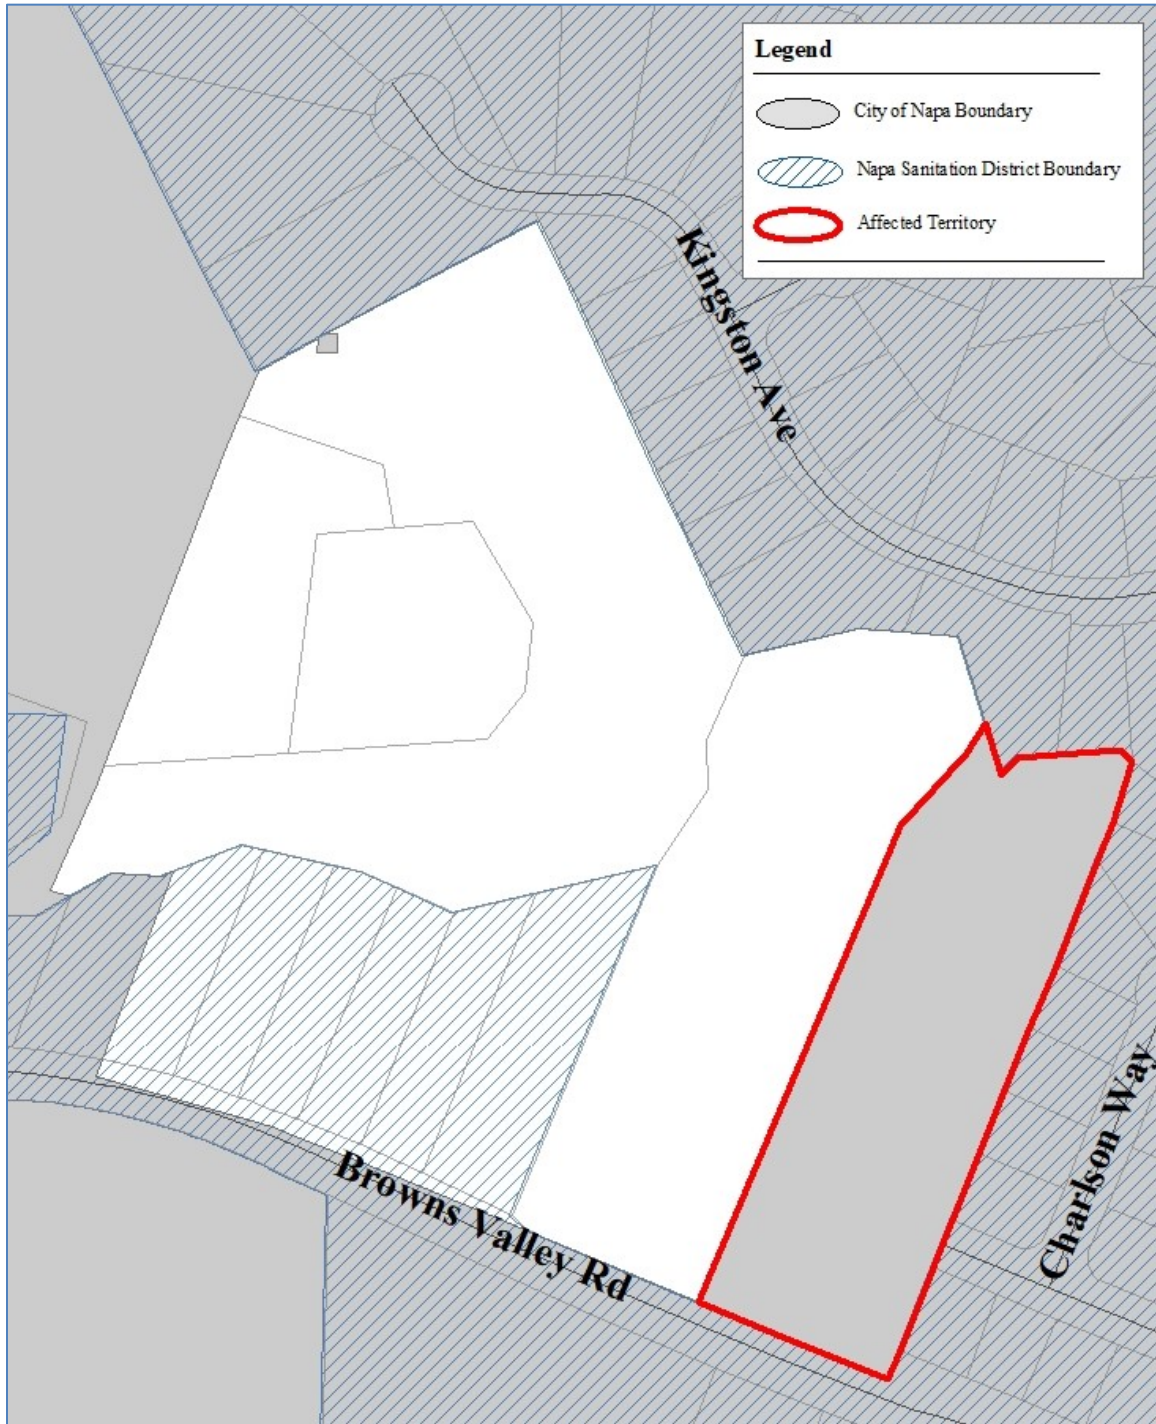 Legend
City of Napa Boundary
Napa Sanitation District Boundary
Affected Territory
Kingston Ave
Charlson Way
Browns Valley Rd